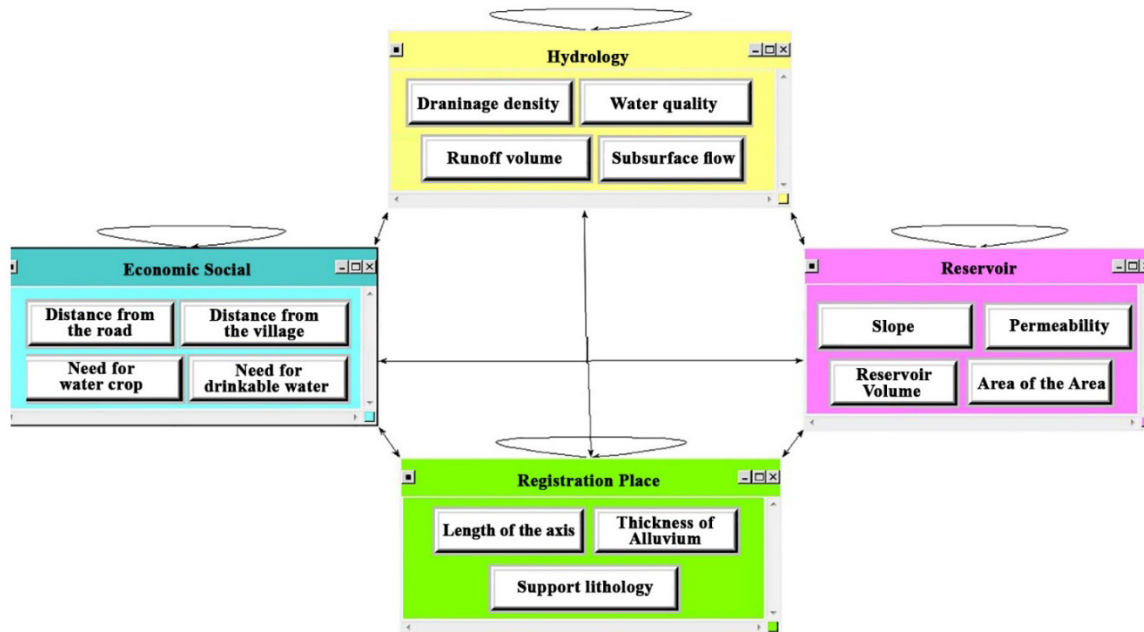 Hydrology
Draninage density
Water quality
Runoff volume
Subsurface flow
Economic Social
Distance from
the road
Distance from
the village
Need for
water crop
Need for
drinkable water
Reservoir
Slope
Permeability
Reservoir
Volume
Area of the Area
Registration Place
Length of the axis
Thickness of
Alluvium
Support lithology